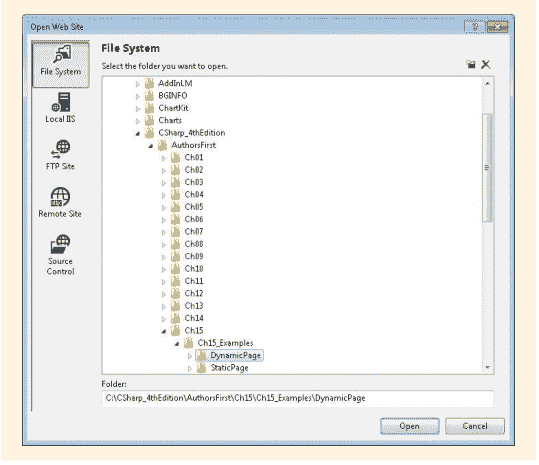 Open Web Site
File System
Select the folder you want to open.
File System
Local IIS
FTP Site
Remote Site
Source
Control
AddInLM
BGINFO
ChartKit
Charts
CSharp_4thEdition
AuthorsFirst
Ch01
Ch02
Ch03
Ch04
Ch05
Ch06
Ch07
Ch08
Ch09
Ch10
Ch11
Ch12
Ch13
Ch14
Ch15
Ch15_Examples
DynamicPage
StaticPage
Folder:
C:\CSharp_4thEdition\AuthorsFirst\Ch15\Ch15_Examples\DynamicPage
Open
Cancel